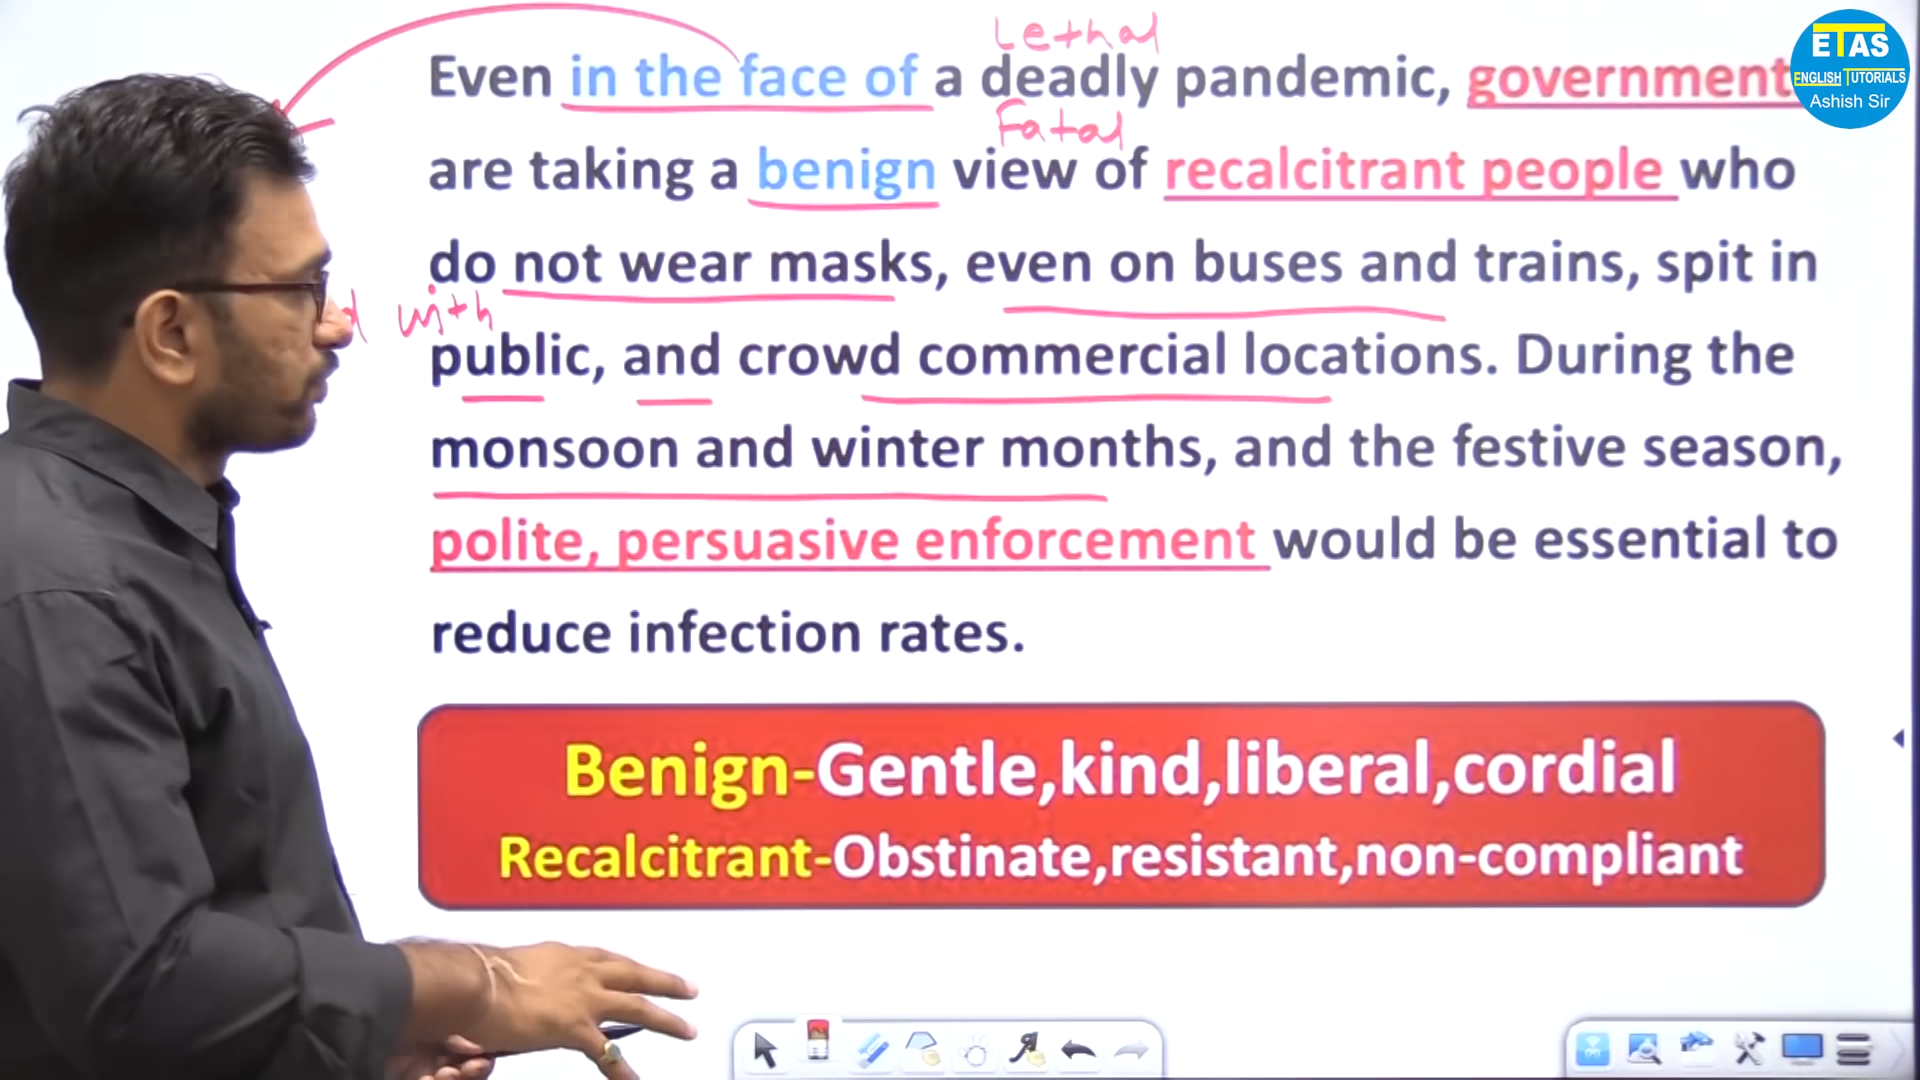 Lethal
Even in the face of a deadly pandemic, government
Fatal
are taking a benign view of recalcitrant people who
do not wear masks, even on buses and trains, spit in
with
public, and crowd commercial locations. During the
monsoon and winter months, and the festive season,
polite, persuasive enforcement would be essential to
reduce infection rates.
Benign-Gentle,kind,liberal,cordial
Recalcitrant-Obstinate,resistant,non-compliant
ETAS
ENGLISH TUTORIALS
Ashish Sir